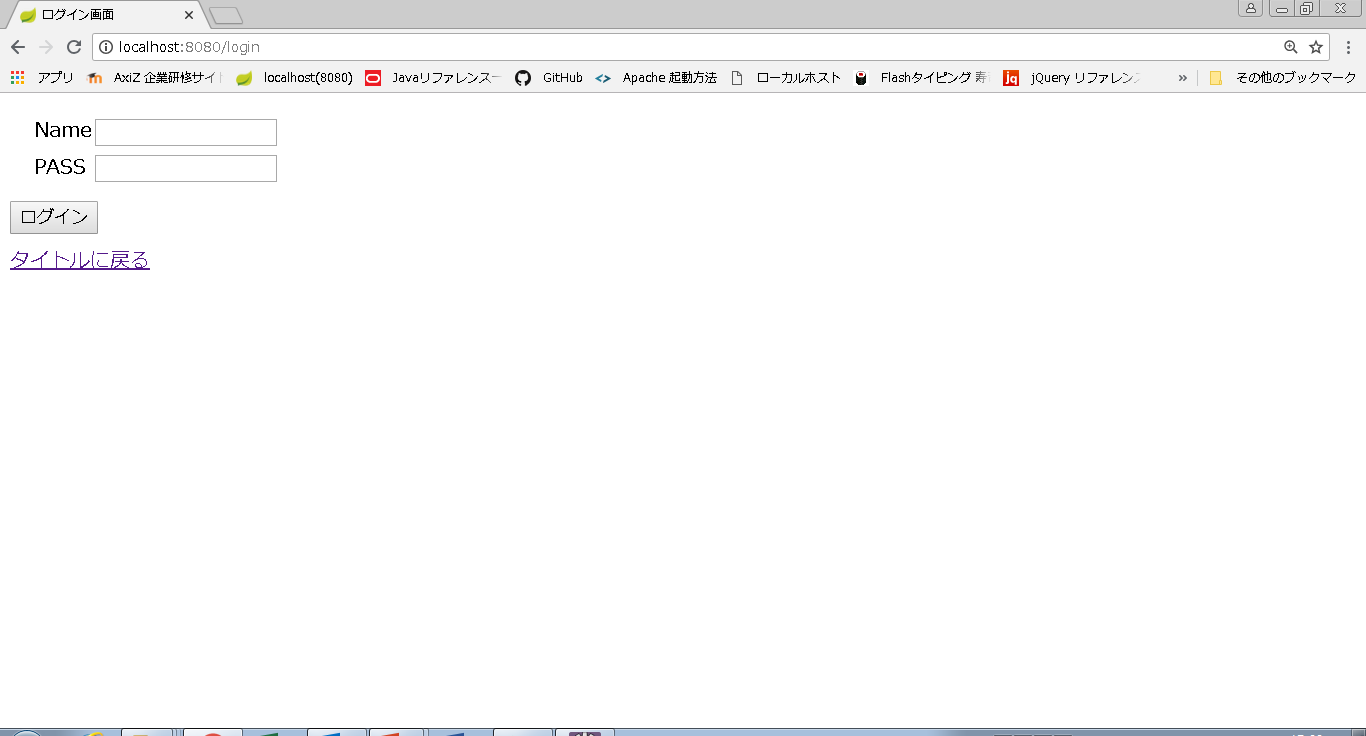 ログイン画面
localhost:8080/login
アプリ AxiZ 企業研修サイト localhost(8080) Javaリファレンス GitHub Apache 起動方法 ローカルホスト Flashタイピング 寿 jq jQuery リファレン » その他のブックマーク
Name
PASS
ログイン
タイトルに戻る